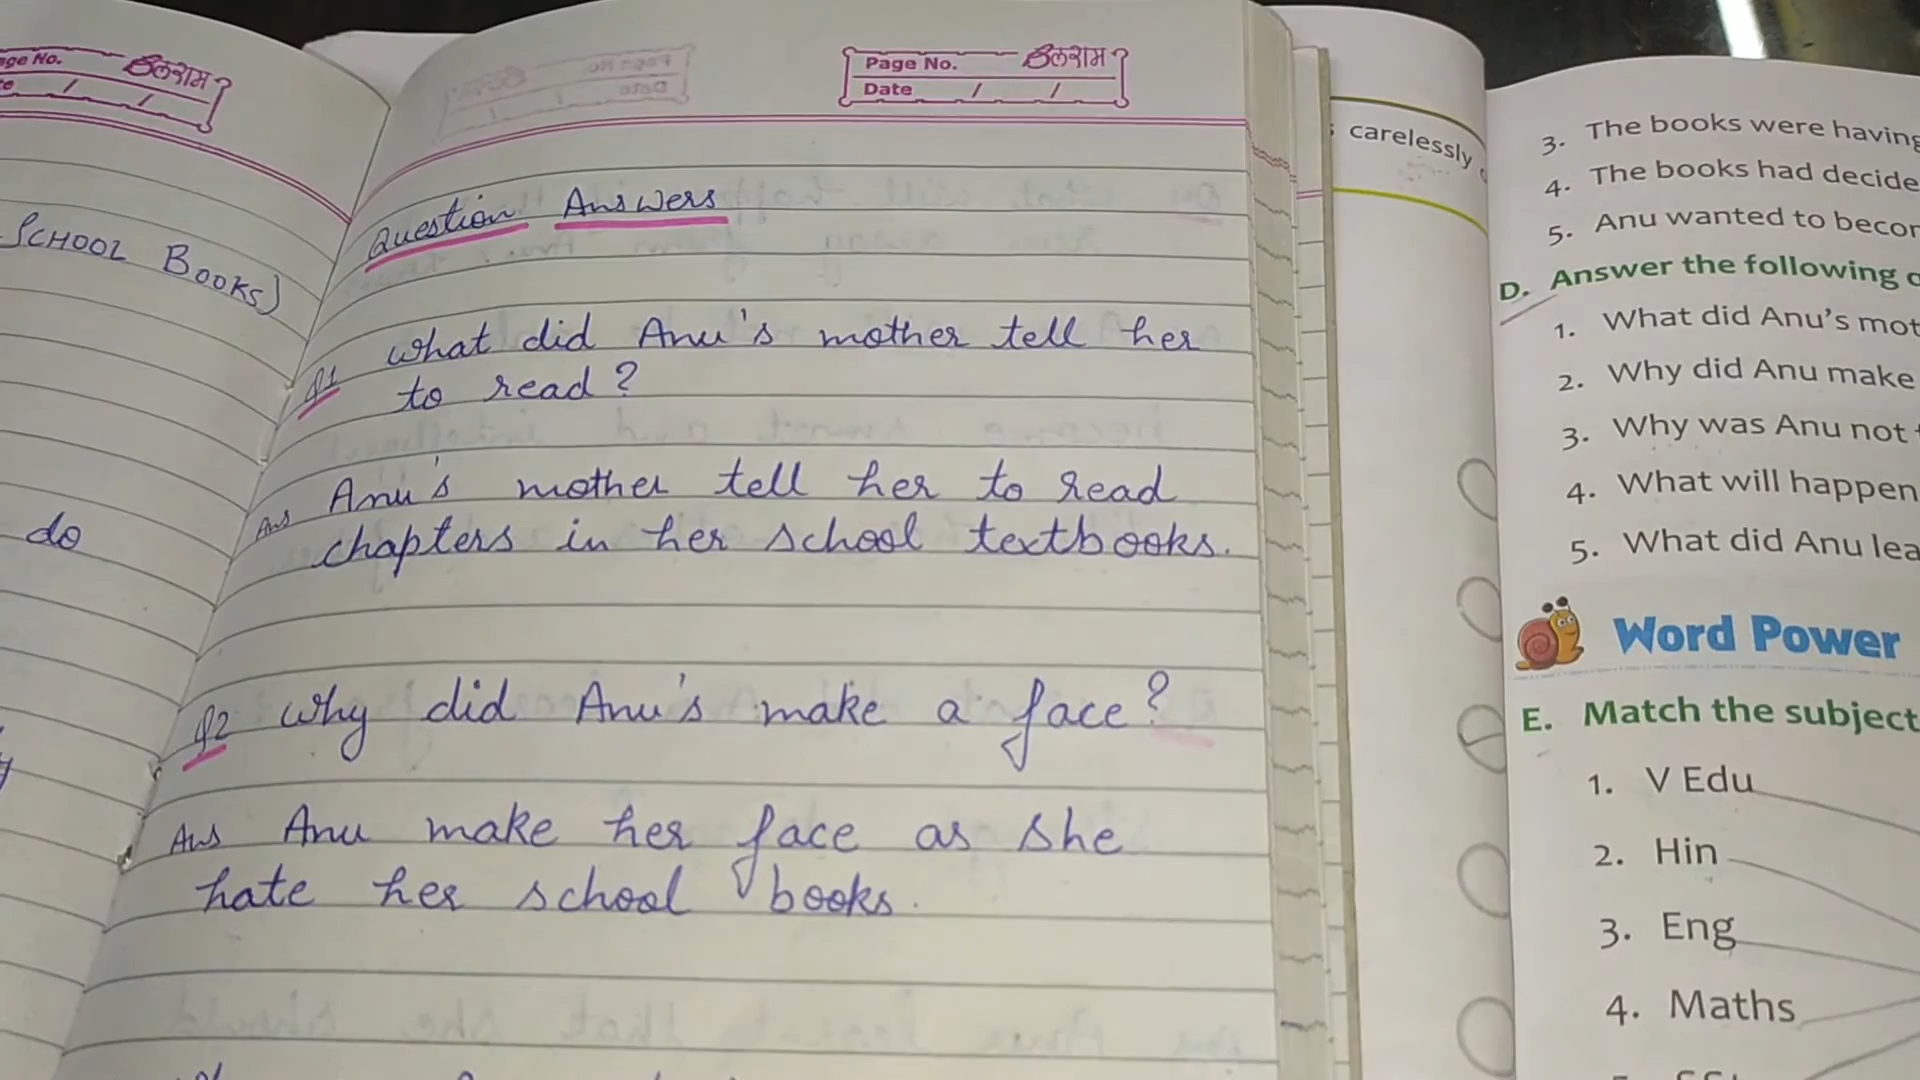 ge No. बलराम
Page No. बलराम
Date / /
SCHOOL BOOKS)
do
Question Answers
Q1 what did Anu's mother tell her
to read?
Ans Anu's mother tell her to read
chapters in her school textbooks.
Q2 Why did Anu's make a face?
Ans Anu make her face as she
hate her school books.
carelessly
3. The books were having
4. The books had decide
5. Anu wanted to becor
D. Answer the following
1. What did Anu's mot
2. Why did Anu make
3. Why was Anu not
4. What will happen
5. What did Anu lea
Word Power
E. Match the subject
1. V Edu
2. Hin
3. Eng
4. Maths